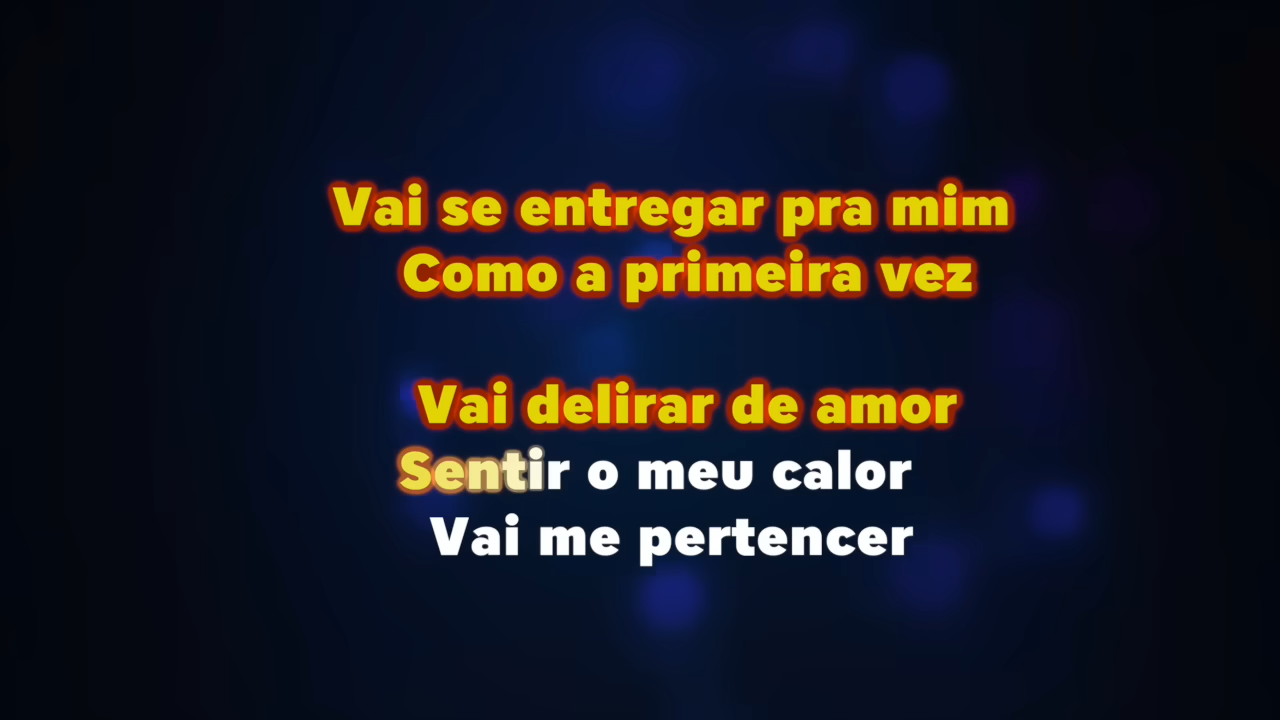 Vai se entregar pra mim
Como a primeira vez
Vai delirar de amor
Sentir o meu calor
Vai me pertencer